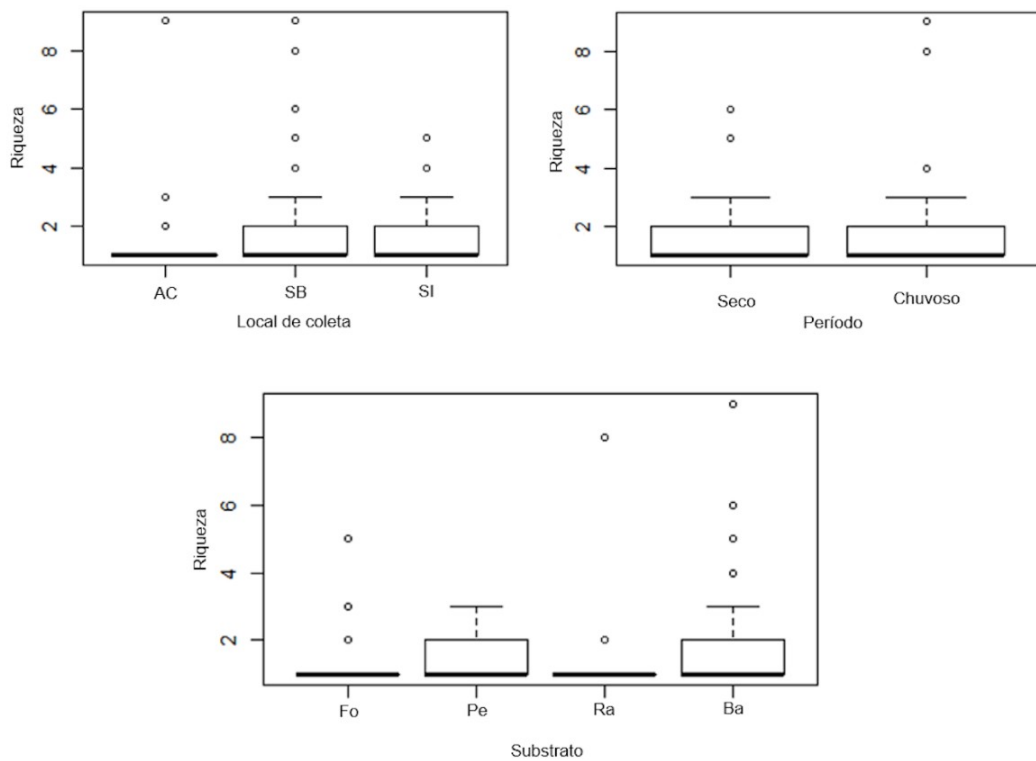 Riqueza
8
6
4
2
AC SB SI
Local de coleta
Riqueza
8
6
4
2
Seco Chuvoso
Período
Riqueza
8
6
4
2
Fo Pe Ra Ba
Substrato